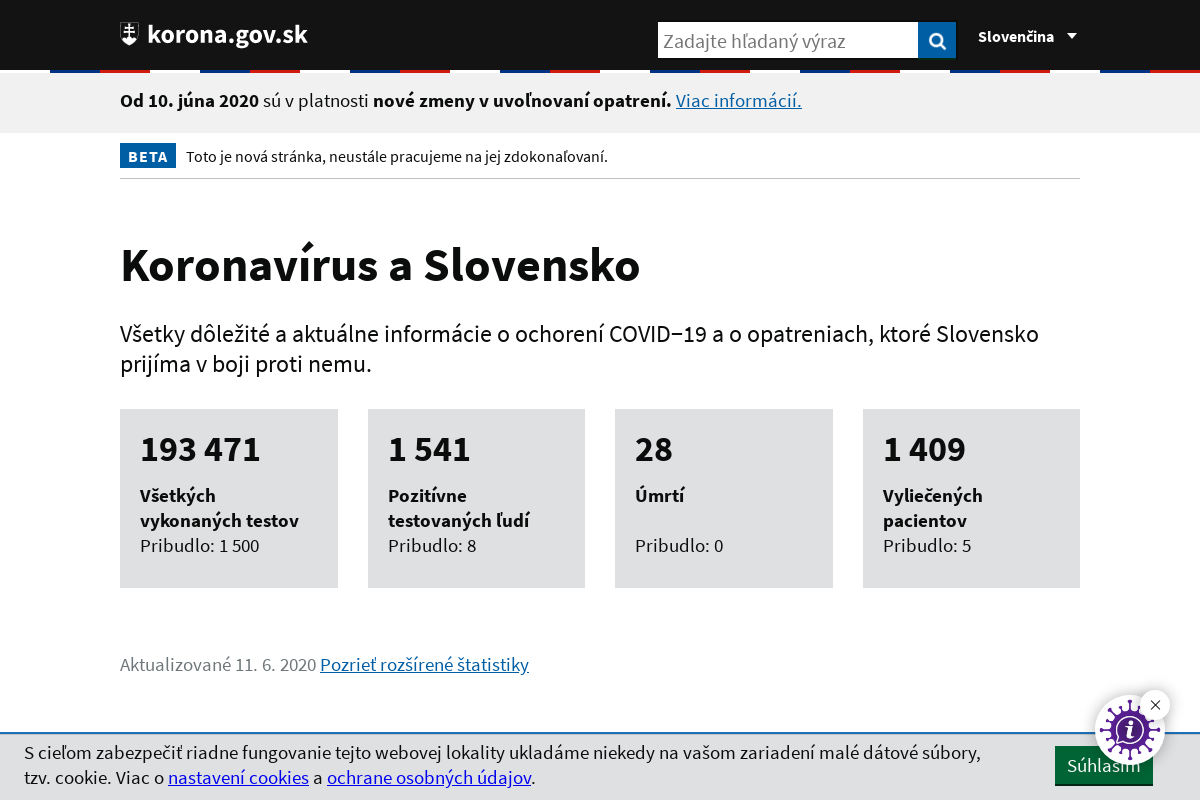 korona.gov.sk
Zadajte hľadaný výraz
Slovenčina
Od 10. júna 2020 sú v platnosti nové zmeny v uvoľnovaní opatrení. Viac informácií.
BETA
Toto je nová stránka, neustále pracujeme na jej zdokonaľovaní.
Koronavírus a Slovensko
Všetky dôležité a aktuálne informácie o ochorení COVID−19 a o opatreniach, ktoré Slovensko
prijíma v boji proti nemu.
193 471
Všetkých
vykonaných testov
Pribudlo: 1 500
1 541
Pozitívne
testovaných ľudí
Pribudlo: 8
28
Úmrtí
Pribudlo: 0
1 409
Vyliečených
pacientov
Pribudlo: 5
Aktualizované 11. 6. 2020 Pozrieť rozšírené štatistiky
S cieľom zabezpečiť riadne fungovanie tejto webovej lokality ukladáme niekedy na vašom zariadení malé dátové súbory,
tzv. cookie. Viac o nastavení cookies a ochrane osobných údajov.
Súhlasím